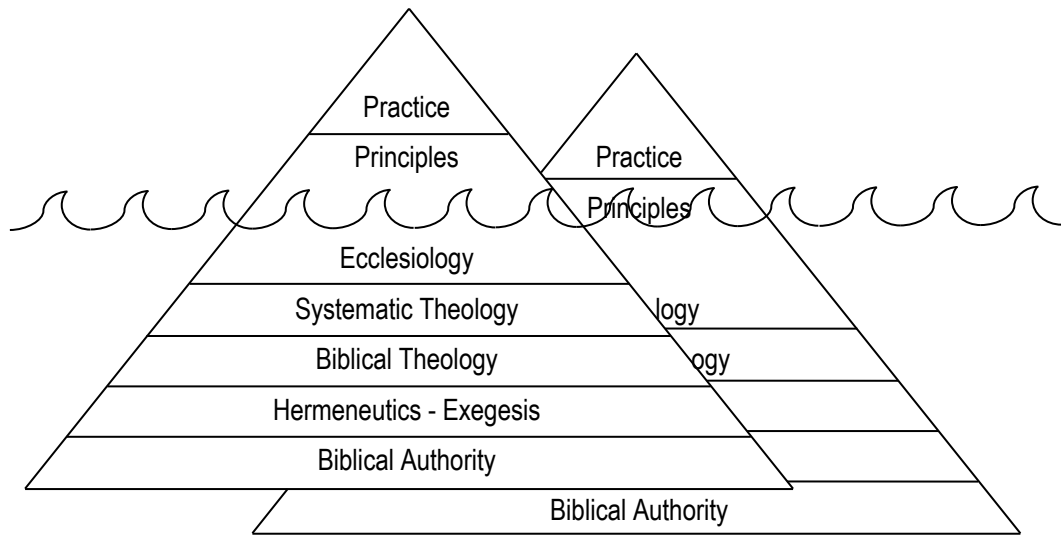 Practice
Principles
Ecclesiology
Systematic Theology
Biblical Theology
Hermeneutics - Exegesis
Biblical Authority
Practice
Principles
logy
ogy
Biblical Authority